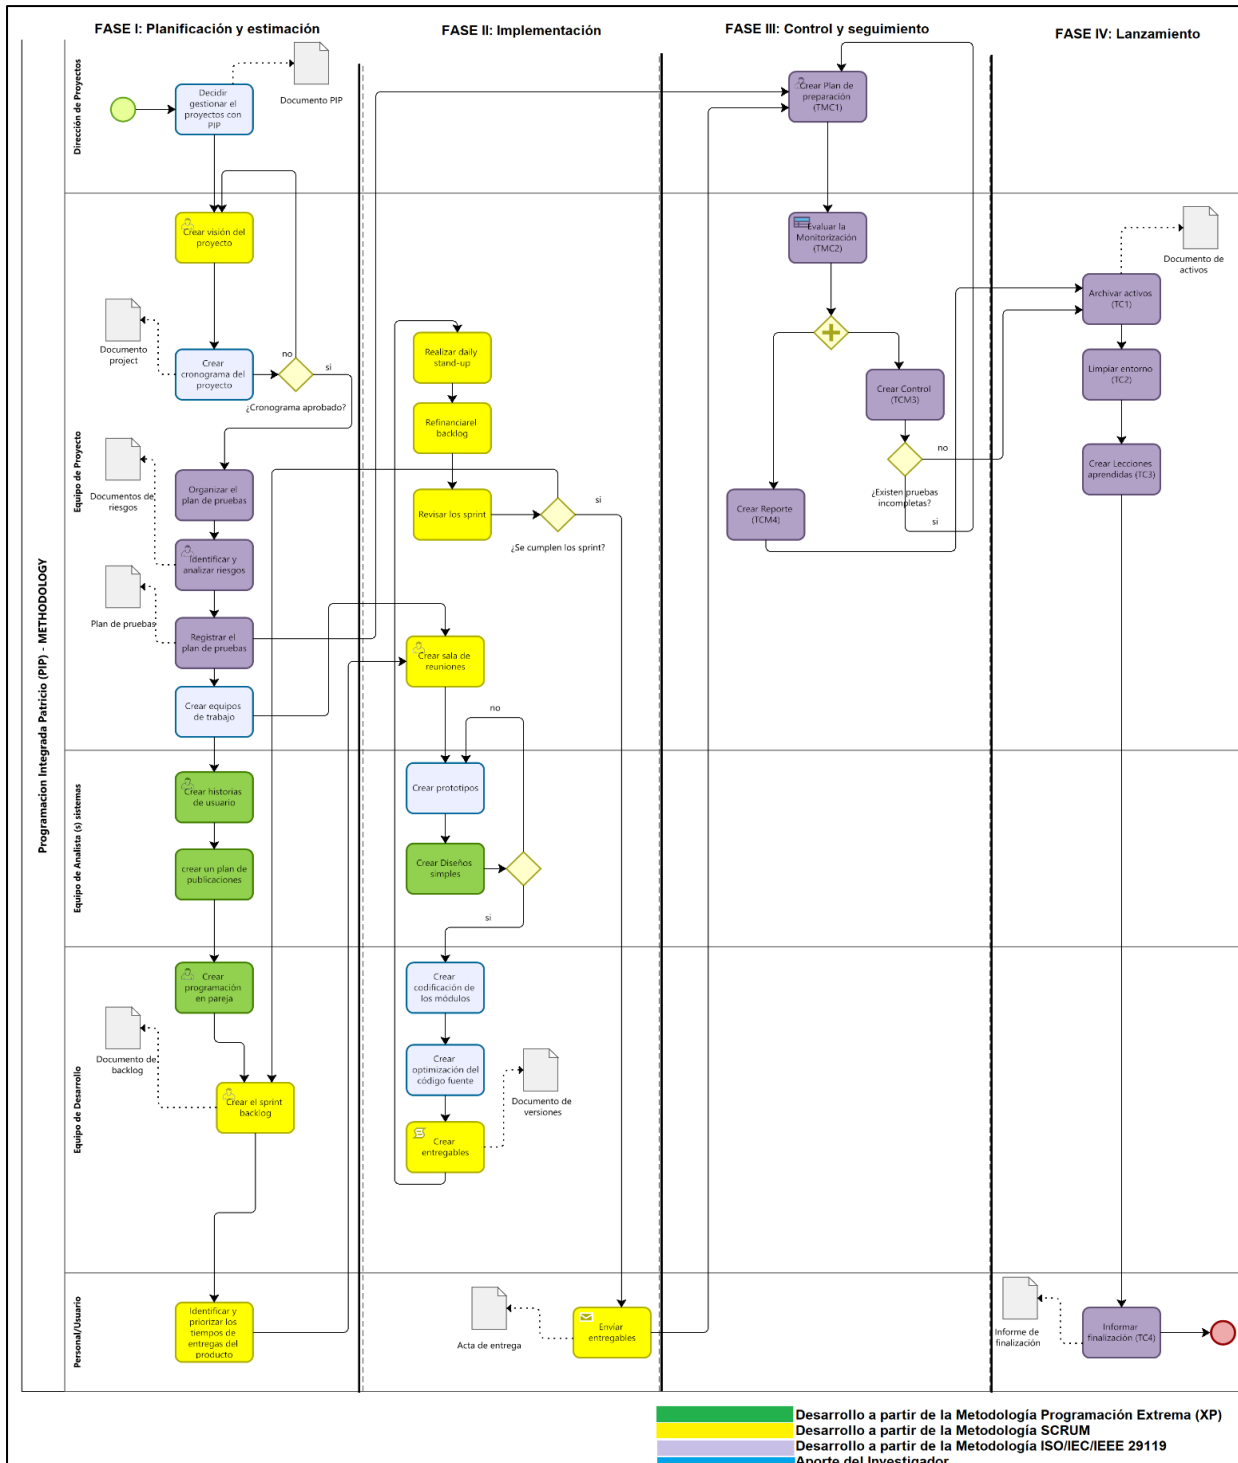 FASE I: Planificación y estimación
FASE II: Implementación
FASE III: Control y seguimiento
FASE IV: Lanzamiento
Programacion Integrada Patricio (PIP) - METHODOLOGY
Dirección de Proyectos
Decidir
gestionar el
proyectos con
PIP
Documento PIP
Crear Plan de
preparación
(TMC1)
Equipo de Proyecto
Crear visión del
proyecto
Documento
project
Crear
cronograma del
proyecto
no
si
¿Cronograma aprobado?
Documentos de
riesgos
Organizar el
plan de pruebas
Identificar y
analizar riesgos
Plan de pruebas
Registrar el
plan de pruebas
Crear equipos
de trabajo
Realizar daily
stand-up
Refinanciarel
backlog
Revisar los sprint
si
¿Se cumplen los sprint?
Crear sala de
reuniones
no
Evaluar la
Monitorización
(TMC2)
Crear Control
(TCM3)
no
¿Existen pruebas
incompletas?
si
Crear Reporte
(TCM4)
Documento de
activos
Archivar activos
(TC1)
Limpiar entorno
(TC2)
Crear Lecciones
aprendidas (TC3)
Equipo de Analista (s) sistemas
Crear historias
de usuario
crear un plan de
publicaciones
Crear prototipos
Crear Diseños
simples
si
Equipo de Desarrollo
Crear
programación
en pareja
Documento de
backlog
Crear el sprint
backlog
Crear
codificación de
los módulos
Crear
optimización del
código fuente
Documento de
versiones
Crear
entregables
Personal/Usuario
Identificar y
priorizar los
tiempos de
entregas del
producto
Acta de entrega
Enviar
entregables
Informe de
finalización
Informar
finalización (TC4)
Desarrollo a partir de la Metodología Programación Extrema (XP)
Desarrollo a partir de la Metodología SCRUM
Desarrollo a partir de la Metodología ISO/IEC/IEEE 29119
Aporte del Investigador